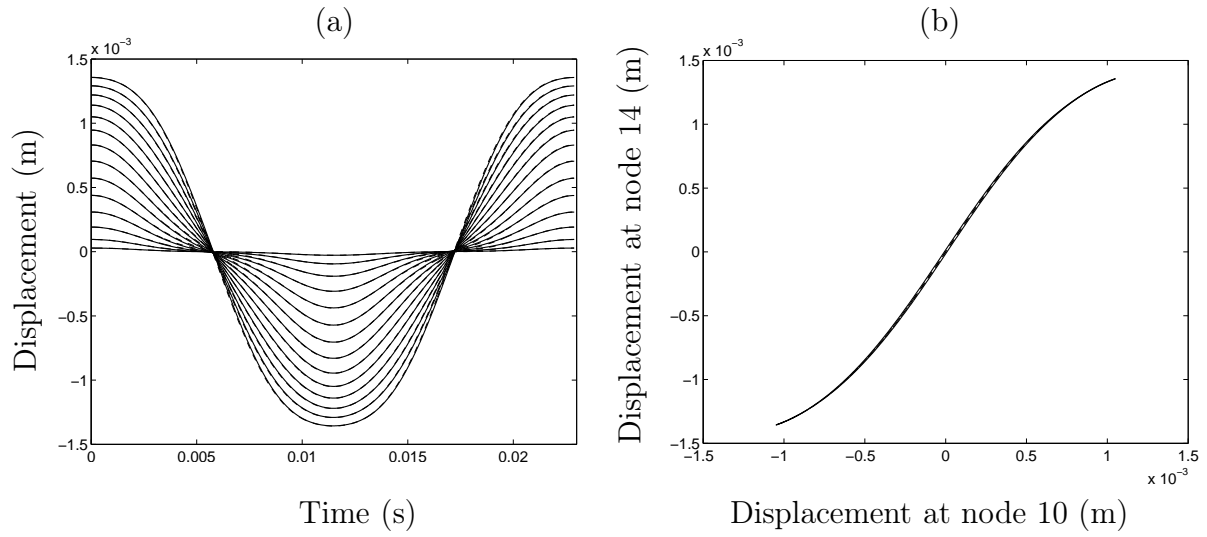 (a)
x 10⁻³
1.5
1
0.5
0
−0.5
−1
−1.5
0
0.005
0.01
0.015
0.02
Displacement (m)
Time (s)
(b)
x 10⁻³
1.5
1
0.5
0
−0.5
−1
−1.5
−1.5
−1
−0.5
0
0.5
1
1.5
x 10⁻³
Displacement at node 14 (m)
Displacement at node 10 (m)